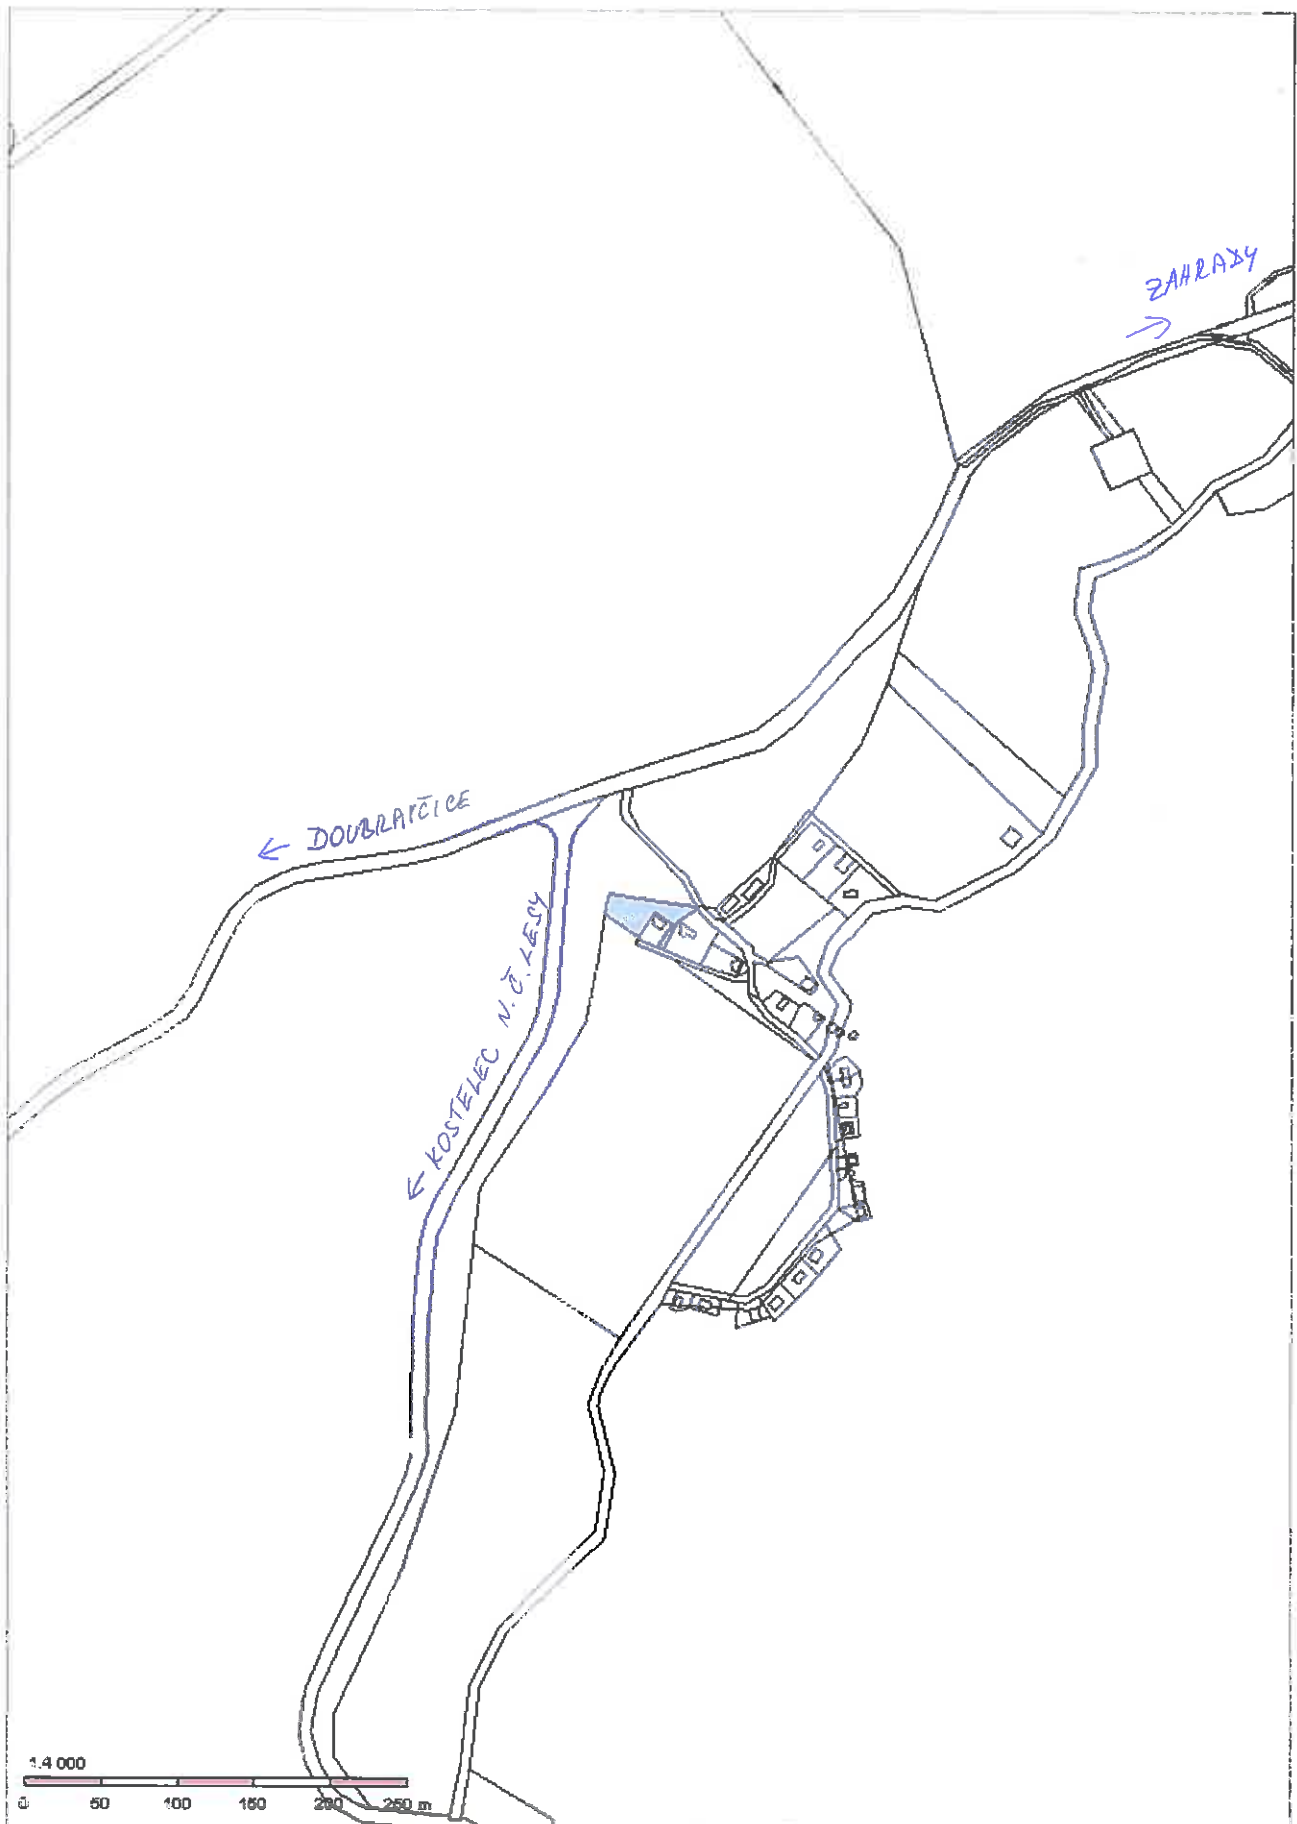 ZAHRADY
→
← DOUBRAVČICE
← KOSTELEC N. Č. LESY
1:4 000
0 50 100 150 200 250 m